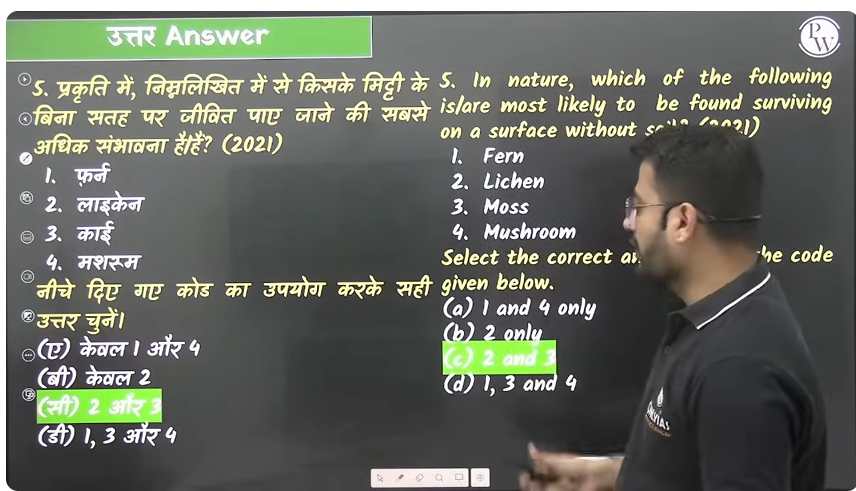 उत्तर Answer
PW
5. प्रकृति में, निम्नलिखित में से किसके मिट्टी के
बिना सतह पर जीवित पाए जाने की सबसे
अधिक संभावना है/हैं? (2021)
1. फ़र्न
2. लाइकेन
3. काई
4. मशरूम
नीचे दिए गए कोड का उपयोग करके सही
उत्तर चुनें।
(ए) केवल 1 और 4
(बी) केवल 2
(सी) 2 और 3
(डी) 1, 3 और 4
5. In nature, which of the following
is/are most likely to be found surviving
on a surface without (2021)
1. Fern
2. Lichen
3. Moss
4. Mushroom
Select the correct the code
given below.
(a) 1 and 4 only
(b) 2 only
(c) 2 and 3
(d) 1, 3 and 4